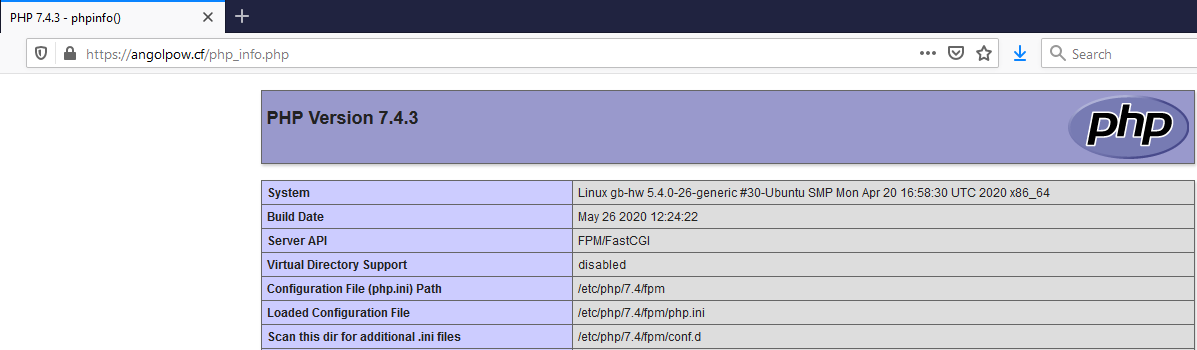 PHP 7.4.3 - phpinfo()
https://angolpow.cf/php_info.php
Search
PHP Version 7.4.3
php
System Linux gb-hw 5.4.0-26-generic #30-Ubuntu SMP Mon Apr 20 16:58:30 UTC 2020 x86_64
Build Date May 26 2020 12:24:22
Server API FPM/FastCGI
Virtual Directory Support disabled
Configuration File (php.ini) Path /etc/php/7.4/fpm
Loaded Configuration File /etc/php/7.4/fpm/php.ini
Scan this dir for additional .ini files /etc/php/7.4/fpm/conf.d